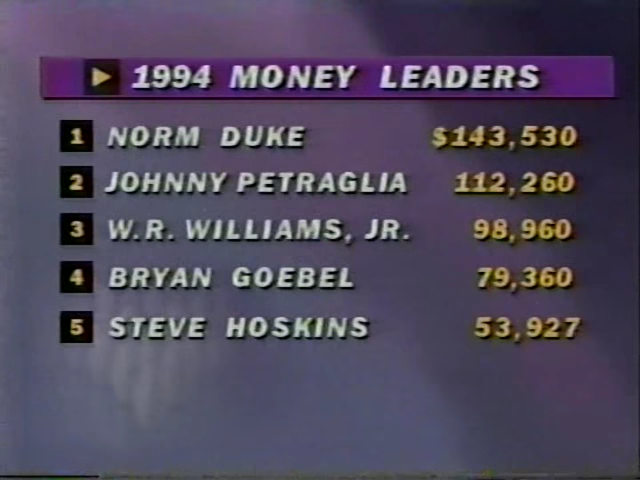 1994 MONEY LEADERS
1 NORM DUKE $143,530
2 JOHNNY PETRAGLIA 112,260
3 W.R. WILLIAMS, JR. 98,960
4 BRYAN GOEBEL 79,360
5 STEVE HOSKINS 53,927